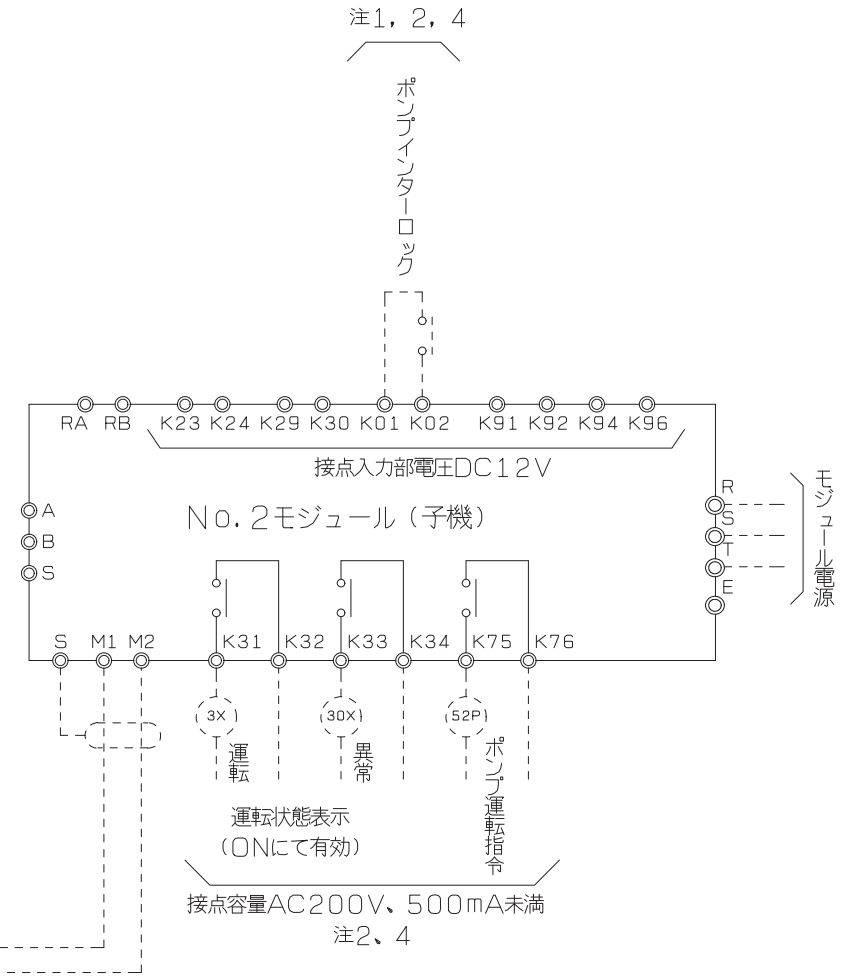 注1，2，4
ポンプインターロック
RA RB K23 K24 K29 K30 K01 K02 K91 K92 K94 K96
接点入力部電圧DC12V
No.2モジュール（子機）
A
B
S
R
S
T
E
モジュール電源
S M1 M2 K31 K32 K33 K34 K75 K76
3X
30X
52P
運転
異常
ポンプ運転指令
運転状態表示
（ONにて有効）
接点容量AC200V、500mA未満
注2、4